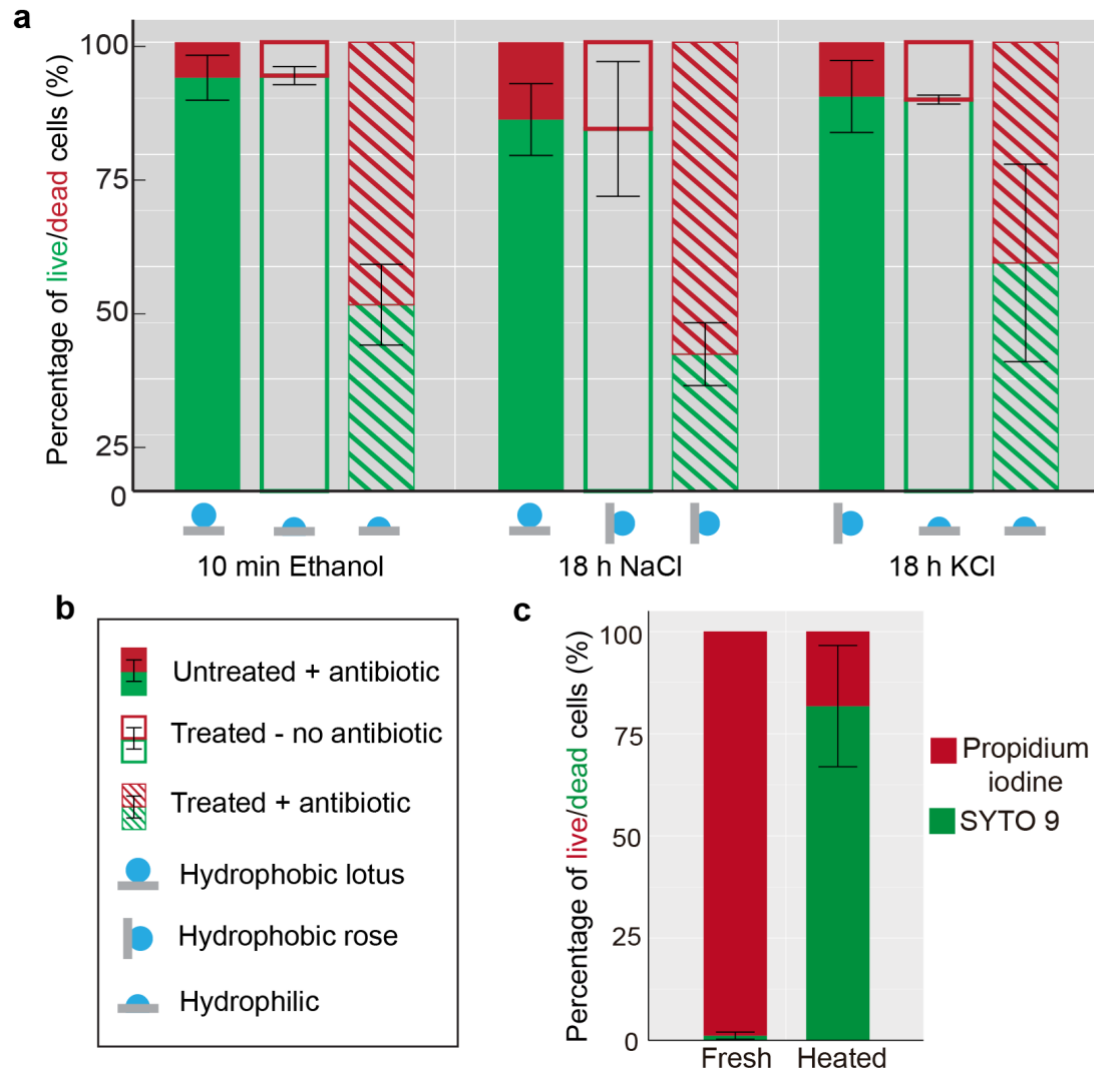 a
Percentage of live/dead cells (%)
100
75
50
25
0
10 min Ethanol
18 h NaCl
18 h KCl
b
Untreated + antibiotic
Treated - no antibiotic
Treated + antibiotic
Hydrophobic lotus
Hydrophobic rose
Hydrophilic
c
Percentage of live/dead cells (%)
100
75
50
25
0
Fresh
Heated
Propidium
iodine
SYTO 9